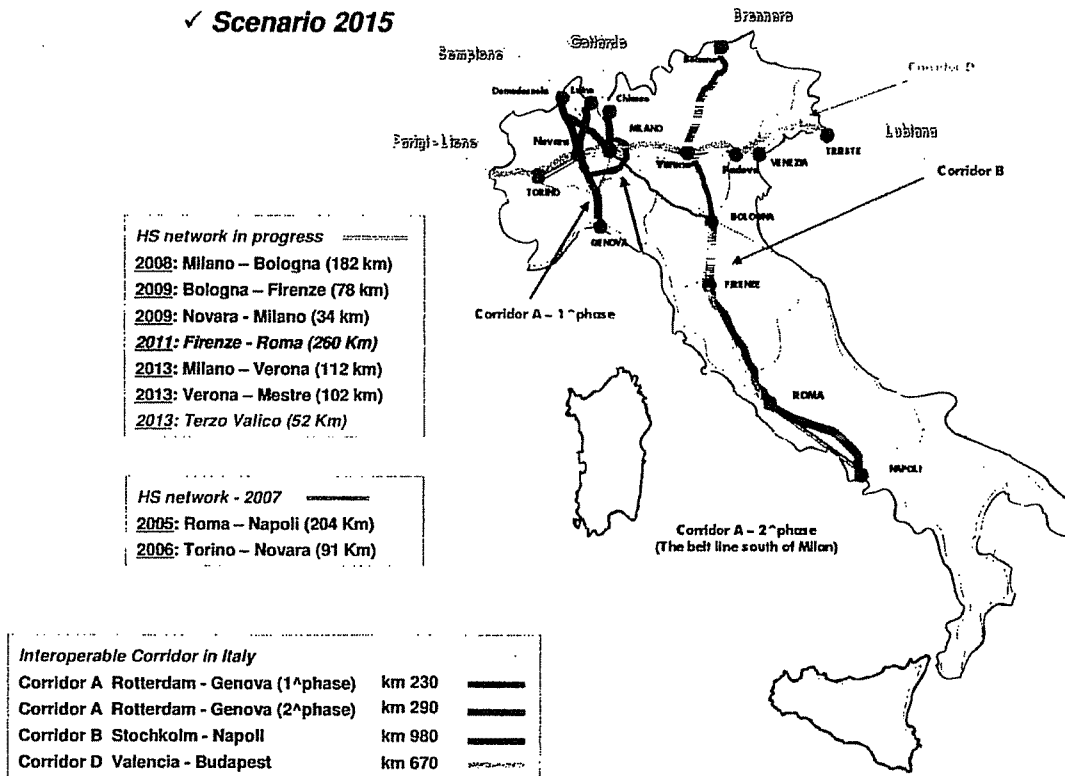 ✓ Scenario 2015
Brennero
Gottardo
Sempione
Corridor D
Domodossola
Luino
Chiasso
MILANO
Novara
Lubiana
TRIESTE
Verona
Padova
VENEZIA
TORINO
Corridor B
BOLOGNA
GENOVA
FIRENZE
Corridor A – 1^phase
ROMA
NAPOLI
Corridor A – 2^phase
(The belt line south of Milan)
HS network in progress
2008: Milano – Bologna (182 km)
2009: Bologna – Firenze (78 km)
2009: Novara - Milano (34 km)
2011: Firenze - Roma (260 Km)
2013: Milano – Verona (112 km)
2013: Verona – Mestre (102 km)
2013: Terzo Valico (52 Km)
HS network - 2007
2005: Roma – Napoli (204 Km)
2006: Torino – Novara (91 Km)
Interoperable Corridor in Italy
Corridor A Rotterdam - Genova (1^phase) km 230
Corridor A Rotterdam - Genova (2^phase) km 290
Corridor B Stochkolm - Napoli km 980
Corridor D Valencia - Budapest km 670